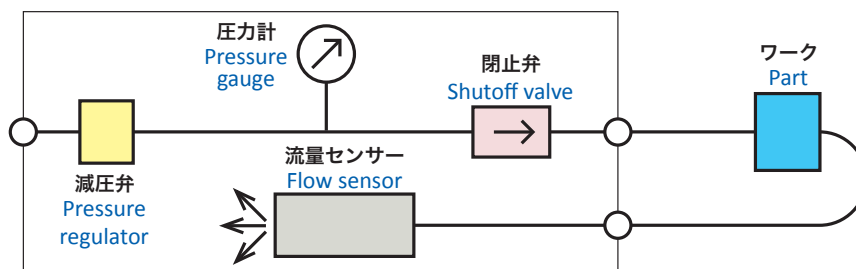 圧力計
Pressure
gauge
閉止弁
Shutoff valve
ワーク
Part
減圧弁
Pressure
regulator
流量センサー
Flow sensor